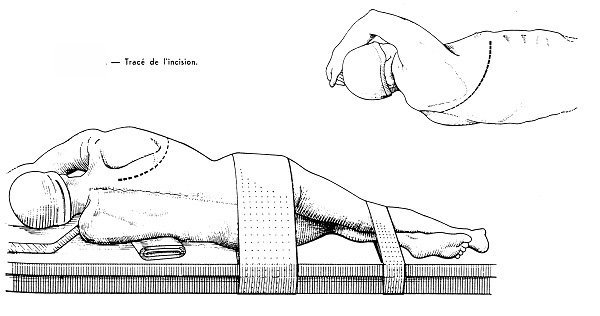 . — Tracé de l'incision.